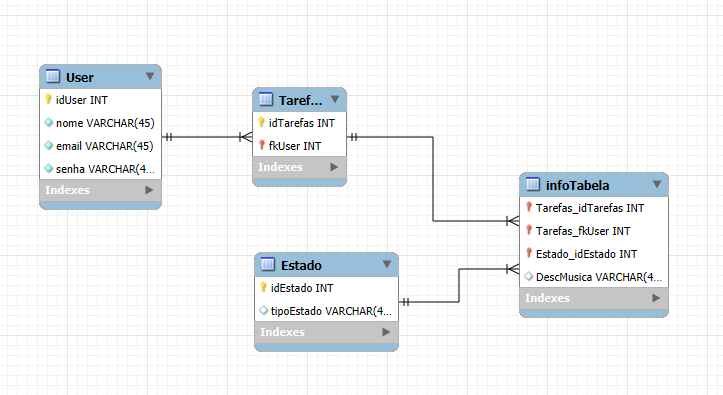 User
idUser INT
nome VARCHAR(45)
email VARCHAR(45)
senha VARCHAR(4...
Indexes
Taref...
idTarefas INT
fkUser INT
Indexes
Estado
idEstado INT
tipoEstado VARCHAR(4...
Indexes
infoTabela
Tarefas_idTarefas INT
Tarefas_fkUser INT
Estado_idEstado INT
DescMusica VARCHAR(4...
Indexes